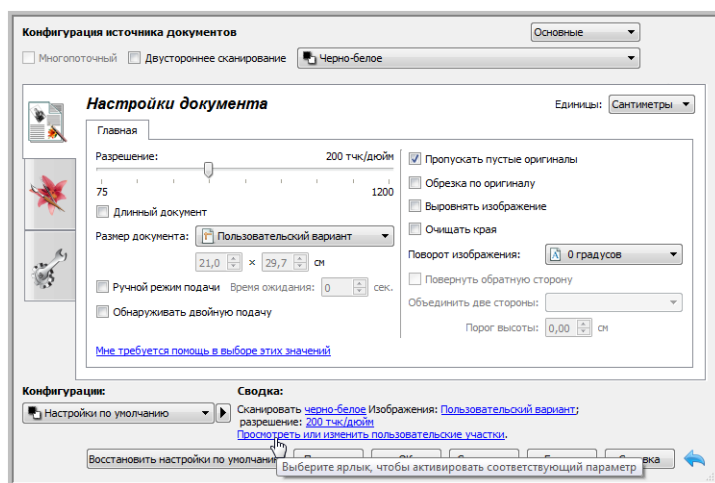 Конфигурация источника документов
Основные
Многопоточный Двустороннее сканирование Черно-белое
Настройки документа
Единицы: Сантиметры
Главная
Разрешение: 200 тчк/дюйм
75 1200
Длинный документ
Размер документа: Пользовательский вариант
21,0 × 29,7 см
Ручной режим подачи Время ожидания: 0 сек.
Обнаруживать двойную подачу
Мне требуется помощь в выборе этих значений
Пропускать пустые оригиналы
Обрезка по оригиналу
Выровнять изображение
Очищать края
Поворот изображения: 0 градусов
Повернуть обратную сторону
Объединить две стороны:
Порог высоты: 0,00 см
Конфигурации: Сводка:
Настройки по умолчанию
Сканировать черно-белое Изображения: Пользовательский вариант;
разрешение: 200 тчк/дюйм
Просмотреть или изменить пользовательские участки.
Восстановить настройки по умолчанию
Выберите ярлык, чтобы активировать соответствующий параметр